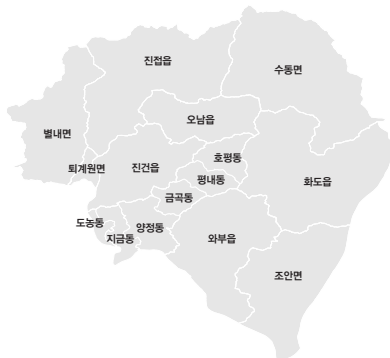 진접읍
수동면
오남읍
별내면
호평동
퇴계원면
진건읍
평내동
화도읍
금곡동
도농동
양정동
지금동
와부읍
조안면